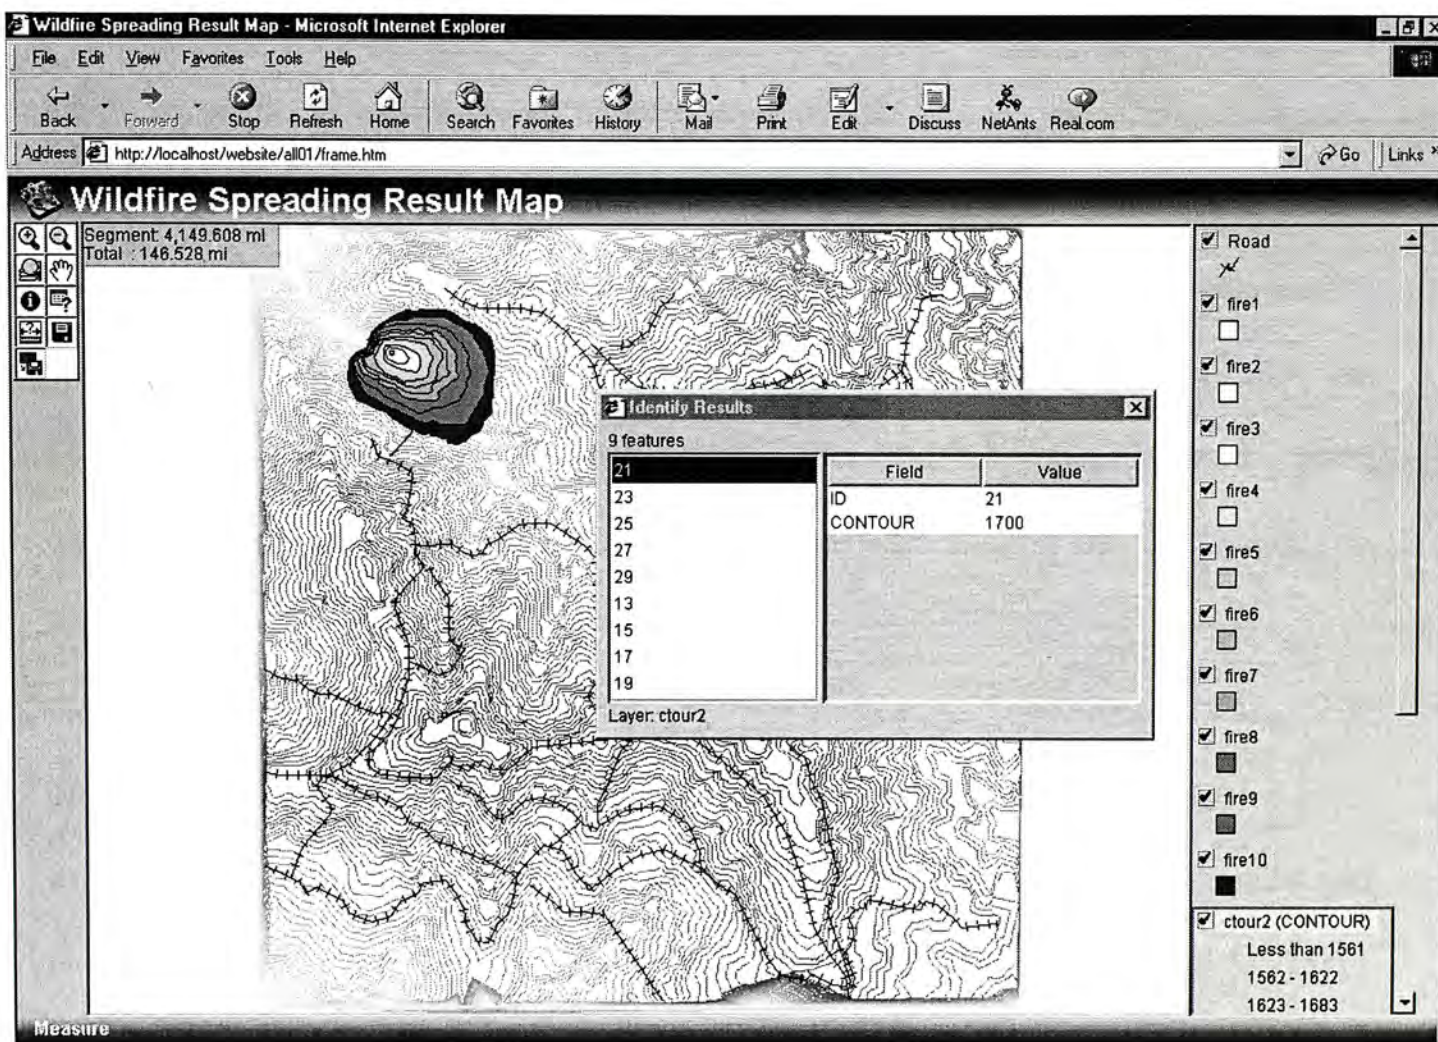 Wildfire Spreading Result Map - Microsoft Internet Explorer
File Edit View Favorites Tools Help
Back Forward Stop Refresh Home Search Favorites History Mail Print Edit Discuss NetAnts Real.com
Address http://localhost/website/all01/frame.htm Go Links »
Wildfire Spreading Result Map
Segment: 4,149.608 mi
Total : 146.528 mi
Identify Results
9 features
21
23
25
27
29
13
15
17
19
Field Value
ID 21
CONTOUR 1700
Layer: ctour2
Road
fire1
fire2
fire3
fire4
fire5
fire6
fire7
fire8
fire9
fire10
ctour2 (CONTOUR)
Less than 1561
1562 - 1622
1623 - 1683
Measure